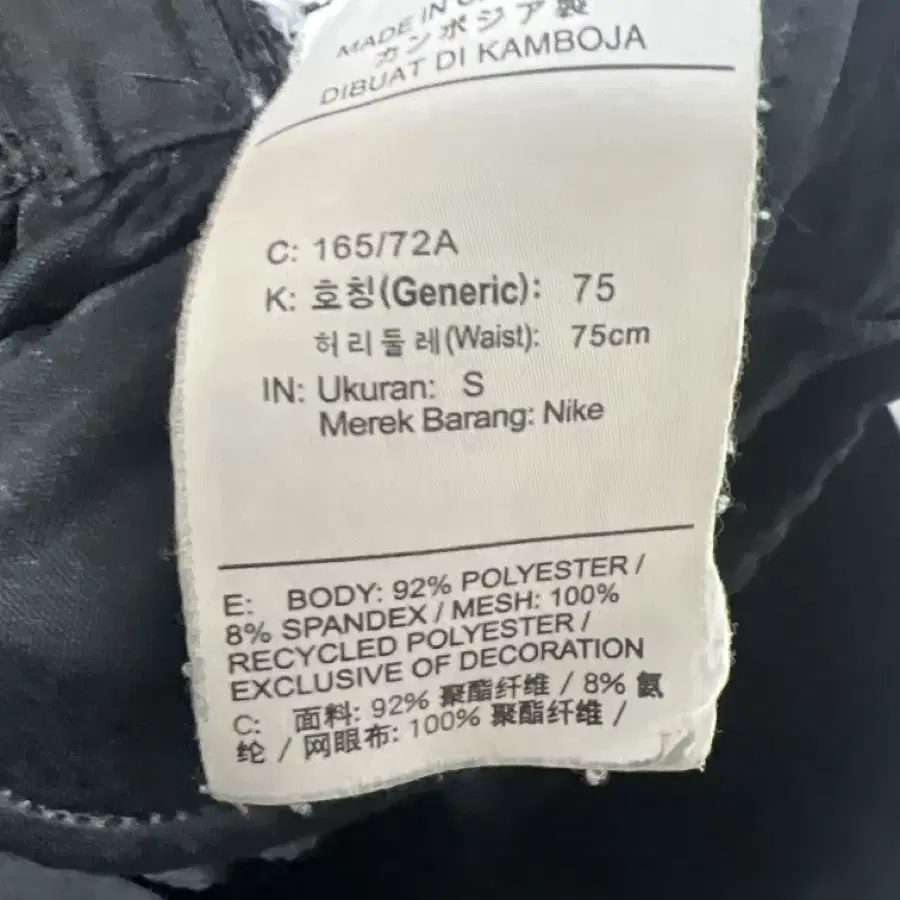 MADE IN
カンボジア製
DIBUAT DI KAMBOJA
C: 165/72A
K: 호칭(Generic): 75
허리둘레(Waist): 75cm
IN: Ukuran: S
Merek Barang: Nike
E: BODY: 92% POLYESTER /
8% SPANDEX / MESH: 100%
RECYCLED POLYESTER /
EXCLUSIVE OF DECORATION
C: 面料: 92% 聚酯纤维 / 8% 氨
纶 / 网眼布: 100% 聚酯纤维 /